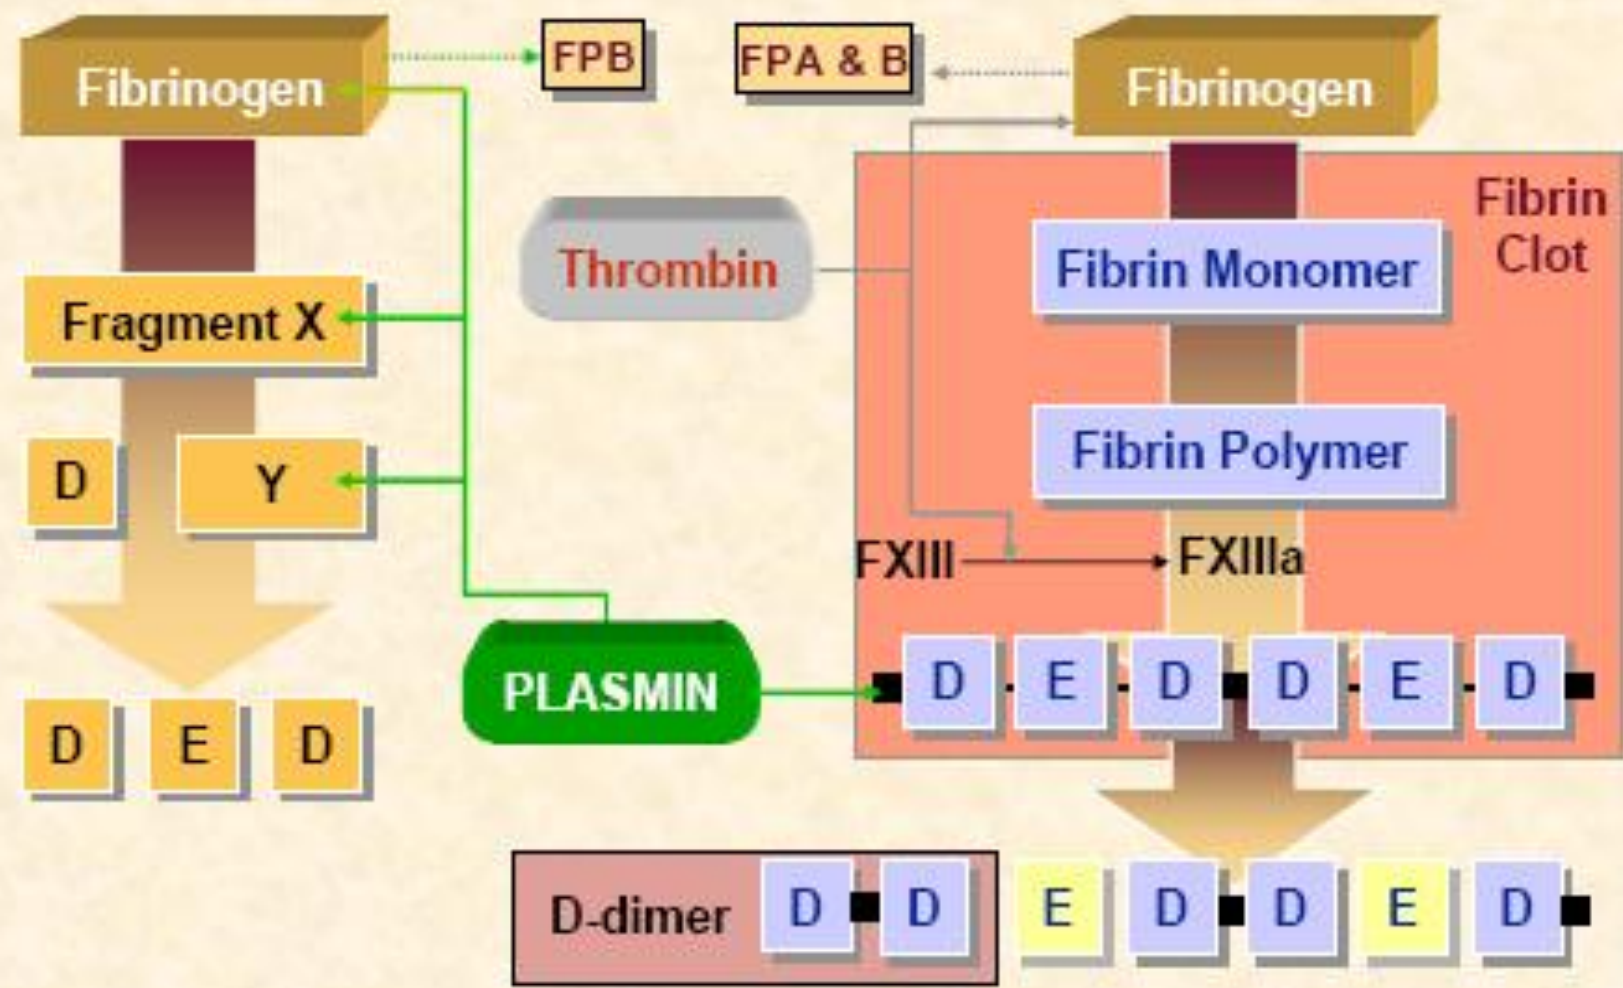 Fibrinogen
FPB
FPA & B
Fibrinogen
Fibrin
Clot
Thrombin
Fibrin Monomer
Fragment X
Fibrin Polymer
D Y
FXIII FXIIIa
PLASMIN
D E D D E D
D E D
D-dimer D D
E D D E D